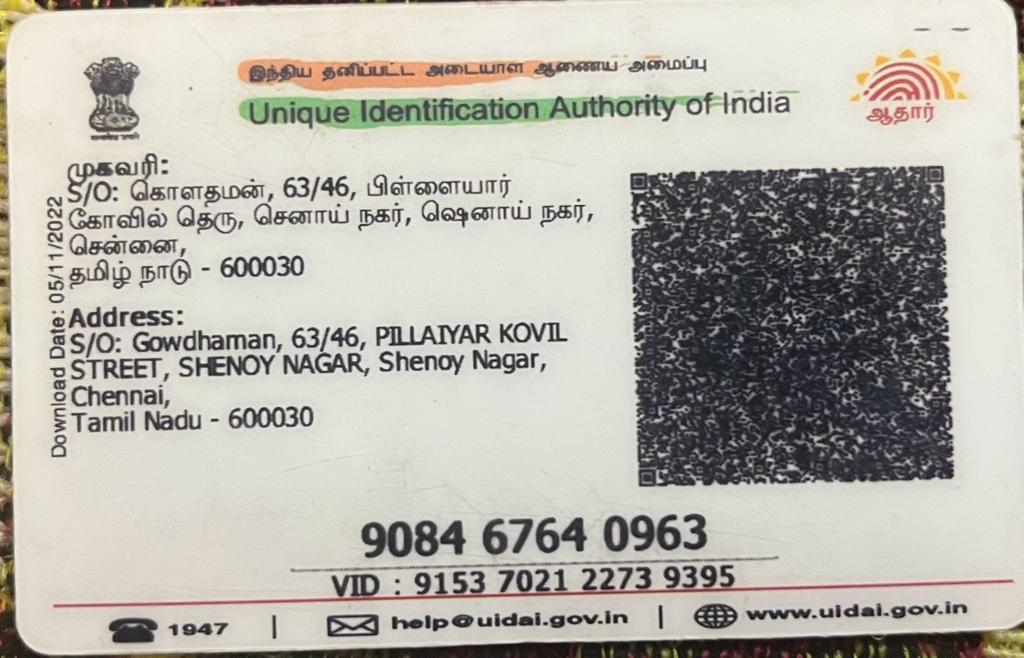 இந்திய தனிப்பட்ட அடையாள ஆணைய அமைப்பு
Unique Identification Authority of India
ஆதார்
முகவரி:
S/O: கௌதமன், 63/46, பிள்ளையார்
கோவில் தெரு, செனாய் நகர், ஷெனாய் நகர்,
சென்னை,
தமிழ் நாடு - 600030
Address:
S/O: Gowdhaman, 63/46, PILLAIYAR KOVIL
STREET, SHENOY NAGAR, Shenoy Nagar,
Chennai,
Tamil Nadu - 600030
Download Date: 05/11/2022
9084 6764 0963
VID : 9153 7021 2273 9395
1947 | help@uidai.gov.in | www.uidai.gov.in